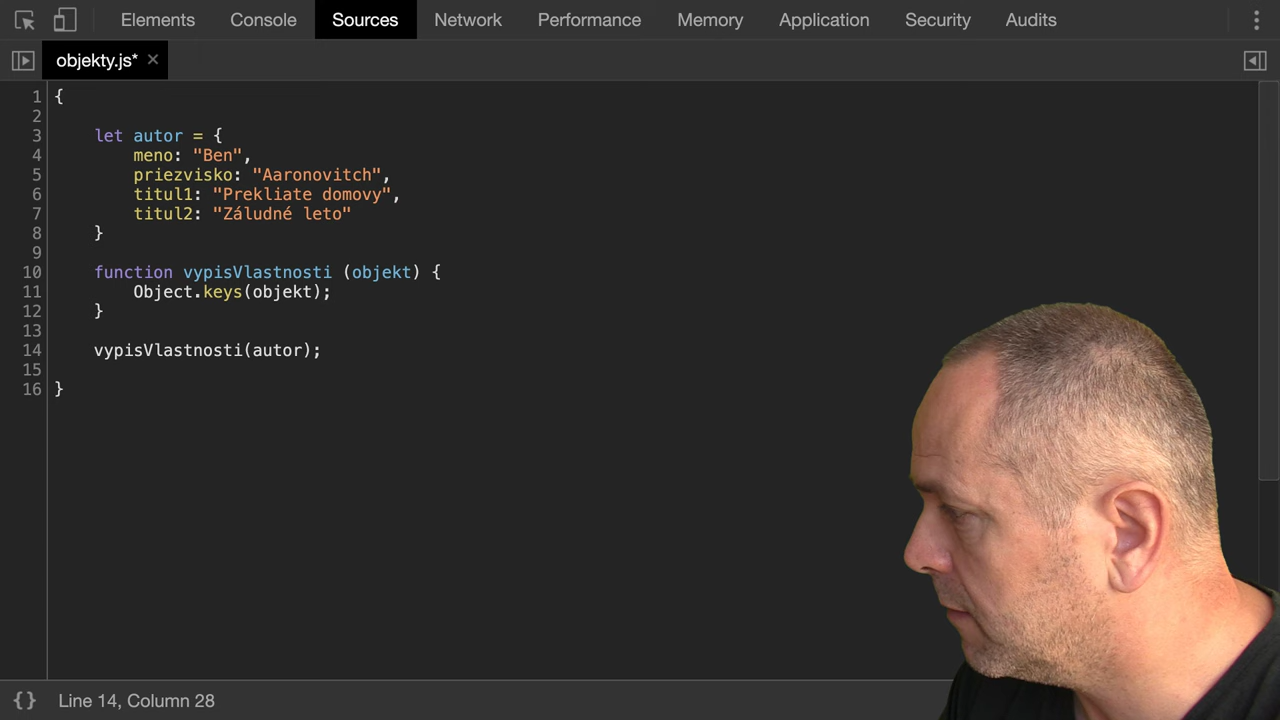 Elements Console Sources Network Performance Memory Application Security Audits
objekty.js* ×
1 {
2
3 let autor = {
4 meno: "Ben",
5 priezvisko: "Aaronovitch",
6 titul1: "Prekliate domovy",
7 titul2: "Záludné leto"
8 }
9
10 function vypisVlastnosti (objekt) {
11 Object.keys(objekt);
12 }
13
14 vypisVlastnosti(autor);
15
16 }
{ } Line 14, Column 28